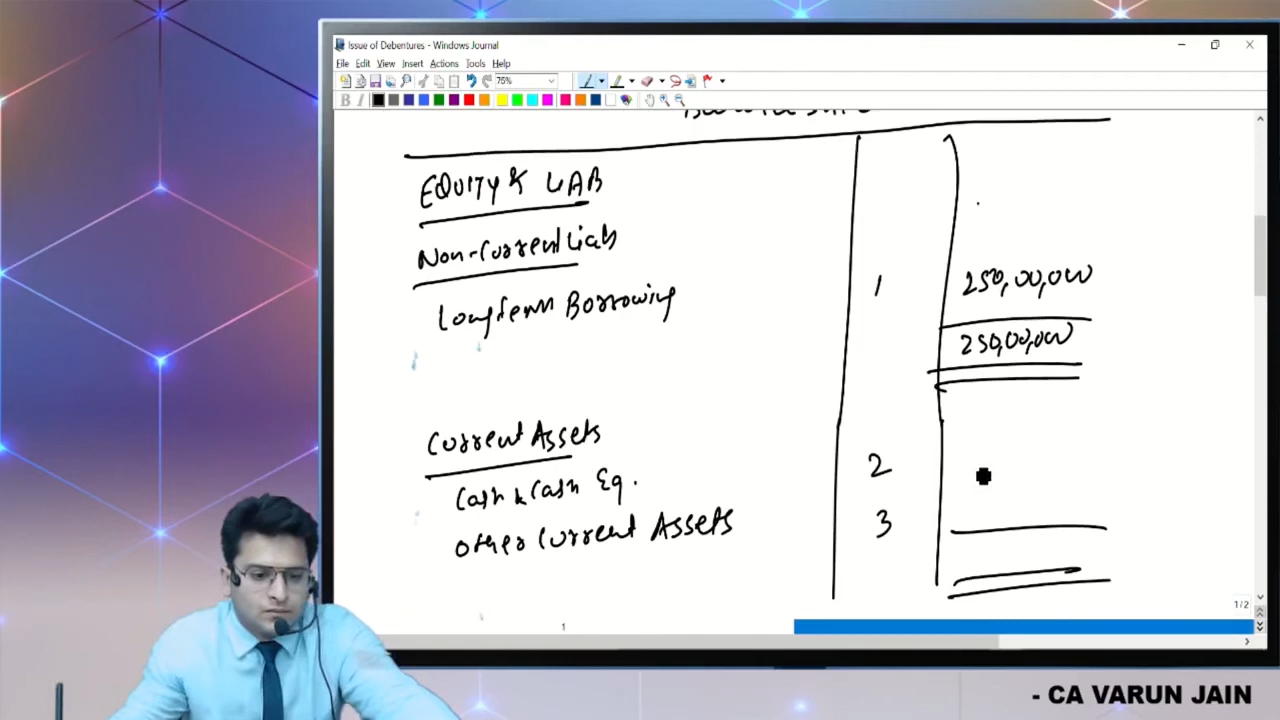 Issue of Debentures - Windows Journal
File Edit View Insert Actions Tools Help
75%
EQUITY & LIAB
Non-Current Liab
Long Term Borrowing 1 250,00,000
250,00,000
Current Assets
Cash & Cash Eq. 2
Other Current Assets 3
1/2
1
- CA VARUN JAIN